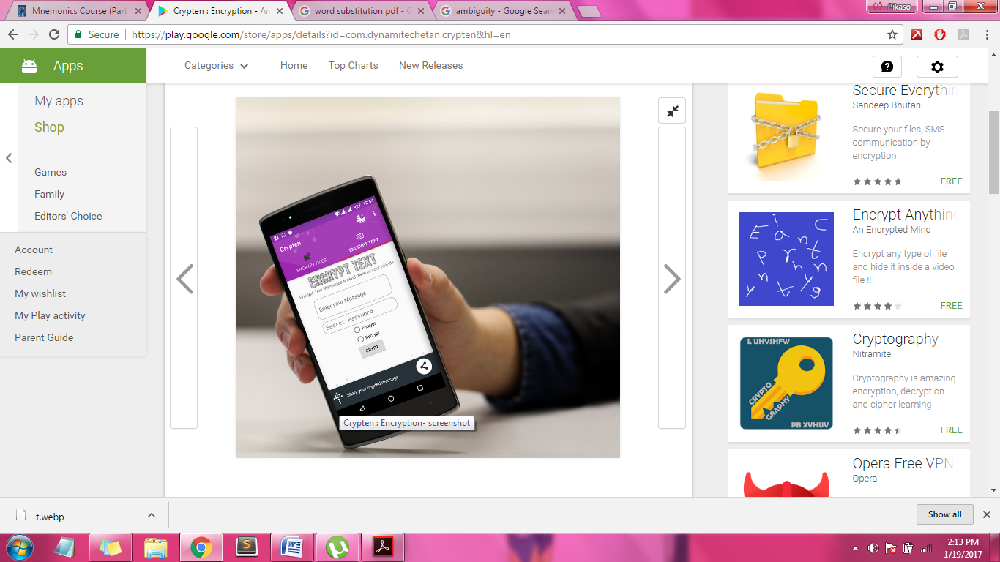 Mnemonics Course (Part
Crypten : Encryption - An
word substitution pdf - G
ambiguity - Google Sear
Pikaso
Secure
https://play.google.com/store/apps/details?id=com.dynamitechetan.crypten&hl=en
Apps
Categories
Home
Top Charts
New Releases
My apps
Shop
Games
Family
Editors' Choice
Account
Redeem
My wishlist
My Play activity
Parent Guide
12:54
Crypten
ENCRYPT FILES
ENCRYPT TEXT
ENCRYPT TEXT
Encrypt Text Messages & send them to your friends
Enter your Message
Secret Password
Encrypt
Decrypt
CRYPT
Share your crypted message
Crypten : Encryption- screenshot
Secure Everythin
Sandeep Bhutani
Secure your files, SMS
communication by
encryption
FREE
Encrypt Anything
An Encrypted Mind
Encrypt any type of file
and hide it inside a video
file !!
FREE
L UHVSHFW
CRYPTO
GRAPHY
PB XVHUV
Cryptography
Nitramite
Cryptography is amazing
encryption, decryption
and cipher learning
FREE
Opera Free VPN
Opera
t.webp
Show all
2:13 PM
1/19/2017